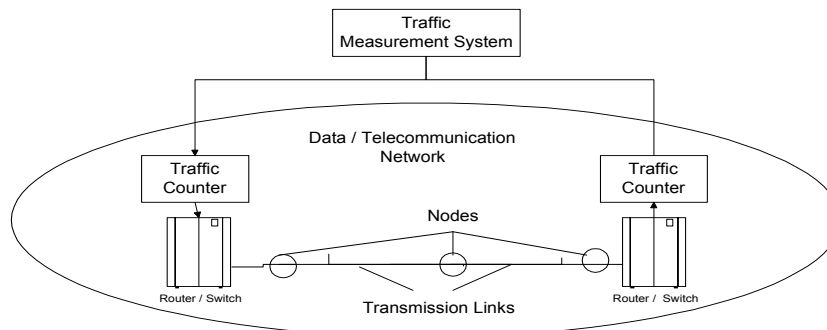 Traffic
Measurement System
Data / Telecommunication
Network
Traffic
Counter
Traffic
Counter
Nodes
Router / Switch
Transmission Links
Router /  Switch